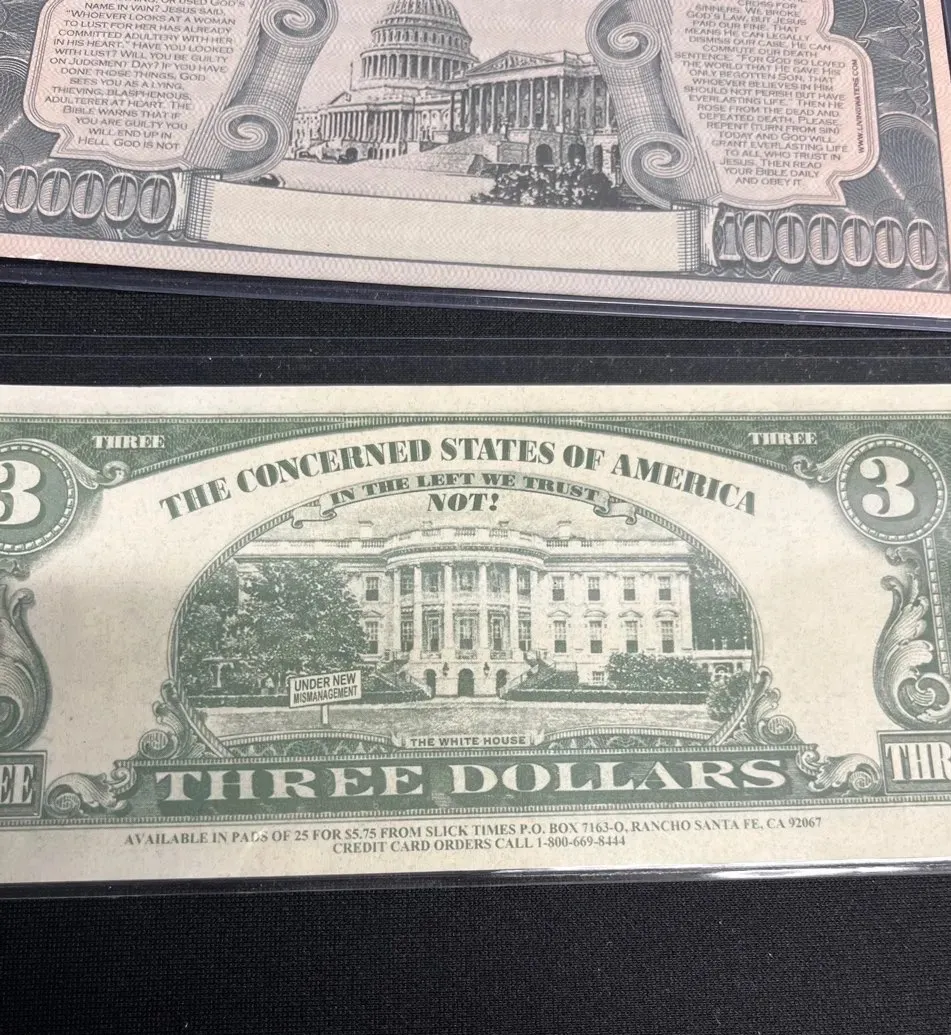 NAME IN VAIN? JESUS SAID,
"WHOEVER LOOKS AT A WOMAN
TO LUST FOR HER HAS ALREADY
COMMITTED ADULTERY WITH HER
IN HIS HEART." HAVE YOU LOOKED
WITH LUST? WILL YOU BE GUILTY
ON JUDGMENT DAY? IF YOU HAVE
DONE THOSE THINGS, GOD
SEES YOU AS A LYING,
THIEVING, BLASPHEMOUS,
ADULTERER AT HEART. THE
BIBLE WARNS THAT IF
YOU ARE GUILTY YOU
WILL END UP IN
HELL. GOD IS NOT
CROSS FOR
SINNERS. WE BROKE
GOD'S LAW, BUT JESUS
PAID OUR FINE. THAT
MEANS HE CAN LEGALLY
DISMISS OUR CASE. HE CAN
COMMUTE OUR DEATH
SENTENCE. "FOR GOD SO LOVED
THE WORLD THAT HE GAVE HIS
ONLY BEGOTTEN SON, THAT
WHOEVER BELIEVES IN HIM
SHOULD NOT PERISH BUT HAVE
EVERLASTING LIFE." THEN HE
ROSE FROM THE DEAD AND
DEFEATED DEATH. PLEASE,
REPENT (TURN FROM SIN)
TODAY AND GOD WILL
GRANT EVERLASTING LIFE
TO ALL WHO TRUST IN
JESUS. THEN READ
YOUR BIBLE DAILY
AND OBEY IT.
WWW.LIVINGWATERS.COM
00000
1000000
THREE
THREE
3
3
THE CONCERNED STATES OF AMERICA
IN THE LEFT WE TRUST
NOT!
UNDER NEW
MISMANAGEMENT
THE WHITE HOUSE
EE
THREE DOLLARS
THR
AVAILABLE IN PADS OF 25 FOR $5.75 FROM SLICK TIMES P.O. BOX 7163-O, RANCHO SANTA FE, CA 92067
CREDIT CARD ORDERS CALL 1-800-669-8444